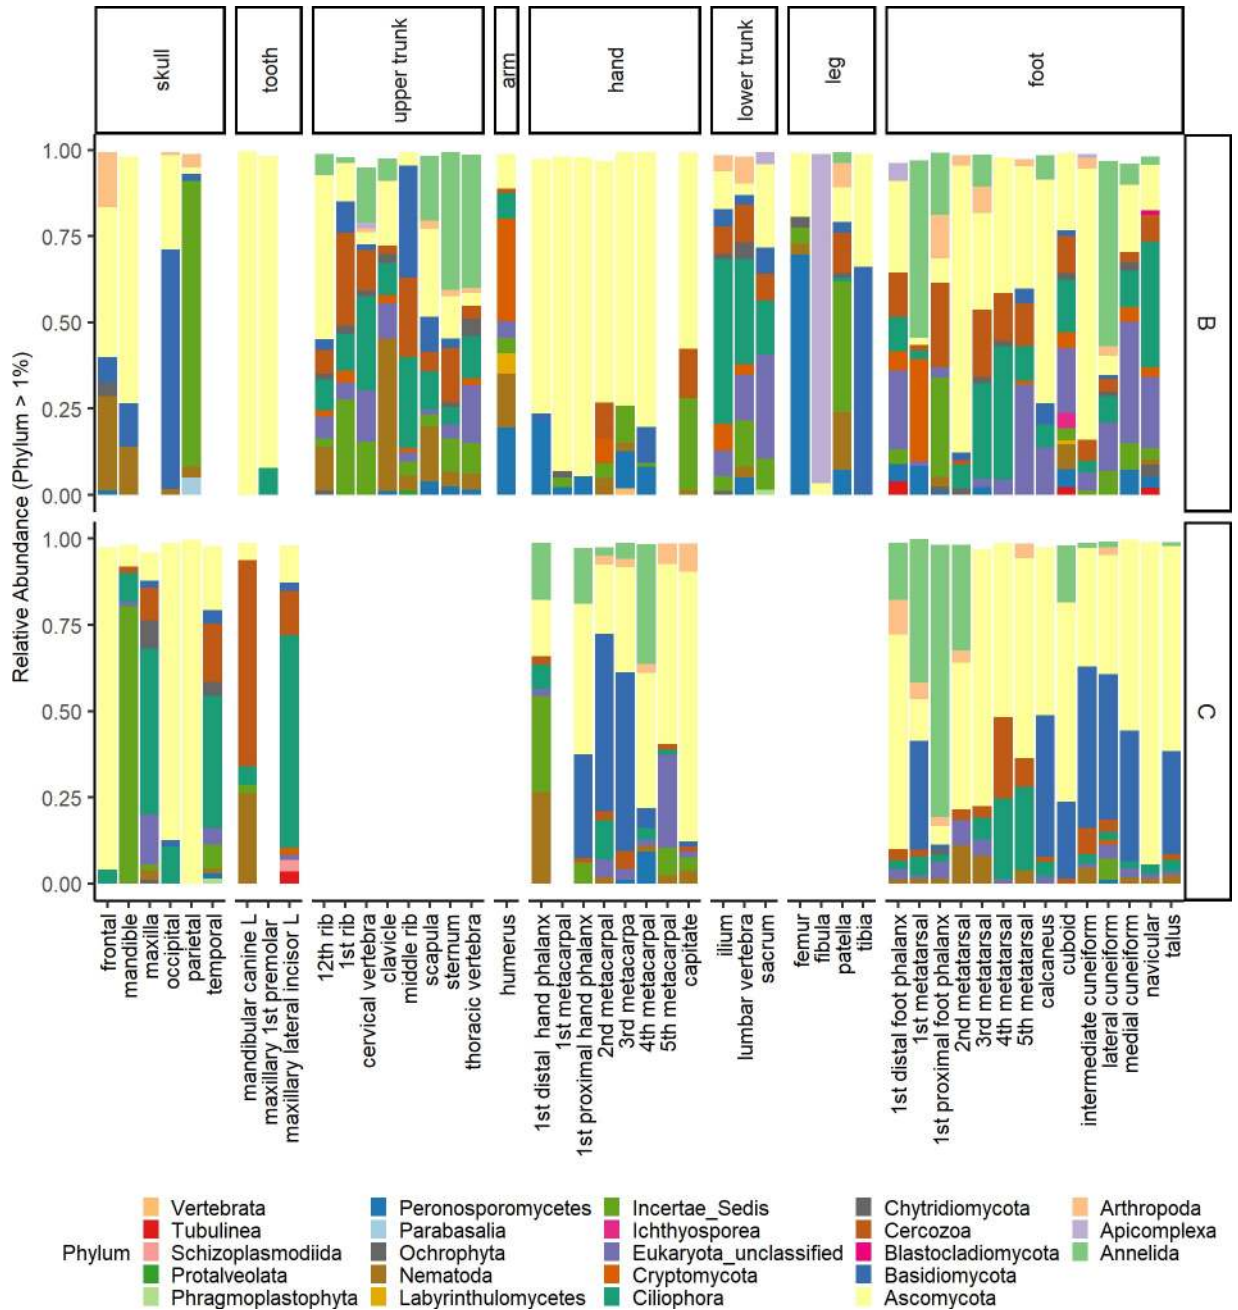 skull
tooth
upper trunk
arm
hand
lower trunk
leg
foot
Relative Abundance (Phylum > 1%)
1.00
0.75
0.50
0.25
0.00
B
1.00
0.75
0.50
0.25
0.00
C
frontal
mandible
maxilla
occipital
parietal
temporal
mandibular canine L
maxillary 1st premolar
maxillary lateral incisor L
12th rib
1st rib
cervical vertebra
clavicle
middle rib
scapula
sternum
thoracic vertebra
humerus
1st distal hand phalanx
1st metacarpal
1st proximal hand phalanx
2nd metacarpal
3rd metacarpa
4th metacarpal
5th metacarpal
capitate
ilium
lumbar vertebra
sacrum
femur
fibula
patella
tibia
1st distal foot phalanx
1st metatarsal
1st proximal foot phalanx
2nd metatarsal
3rd metatarsal
4th metatarsal
5th metatarsal
calcaneus
cuboid
intermediate cuneiform
lateral cuneiform
medial cuneiform
navicular
talus
Phylum
Vertebrata
Tubulinea
Schizoplasmodiida
Protalveolata
Phragmoplastophyta
Peronosporomycetes
Parabasalia
Ochrophyta
Nematoda
Labyrinthulomycetes
Incertae_Sedis
Ichthyosporea
Eukaryota_unclassified
Cryptomycota
Ciliophora
Chytridiomycota
Cercozoa
Blastocladiomycota
Basidiomycota
Ascomycota
Arthropoda
Apicomplexa
Annelida